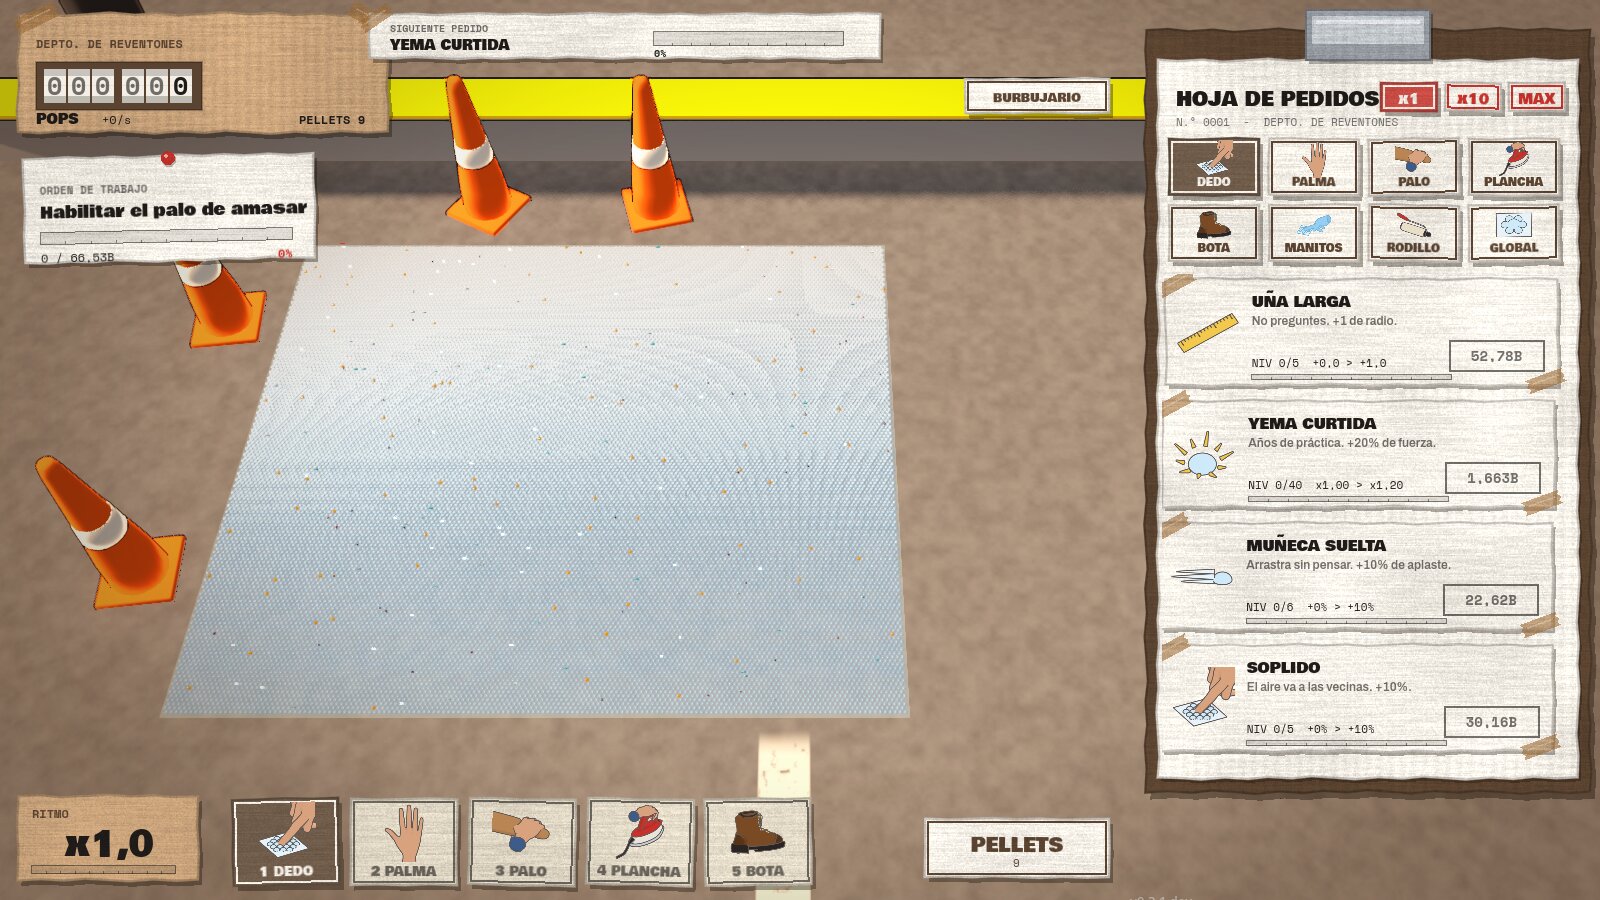 DEPTO. DE REVENTONES
000 000
POPS +0/s PELLETS 9
SIGUIENTE PEDIDO
YEMA CURTIDA
0%
BURBUJARIO
ORDEN DE TRABAJO
Habilitar el palo de amasar
0 / 66,53B 0%
HOJA DE PEDIDOS x1 x10 MAX
N.° 0001 - DEPTO. DE REVENTONES
DEDO PALMA PALO PLANCHA
BOTA MANITOS RODILLO GLOBAL
UÑA LARGA
No preguntes. +1 de radio.
NIV 0/5 +0,0 > +1,0 52,78B
YEMA CURTIDA
Años de práctica. +20% de fuerza.
NIV 0/40 x1,00 > x1,20 1,663B
MUÑECA SUELTA
Arrastra sin pensar. +10% de aplaste.
NIV 0/6 +0% > +10% 22,62B
SOPLIDO
El aire va a las vecinas. +10%.
NIV 0/5 +0% > +10% 30,16B
RITMO
x1,0
1 DEDO 2 PALMA 3 PALO 4 PLANCHA 5 BOTA
PELLETS
9